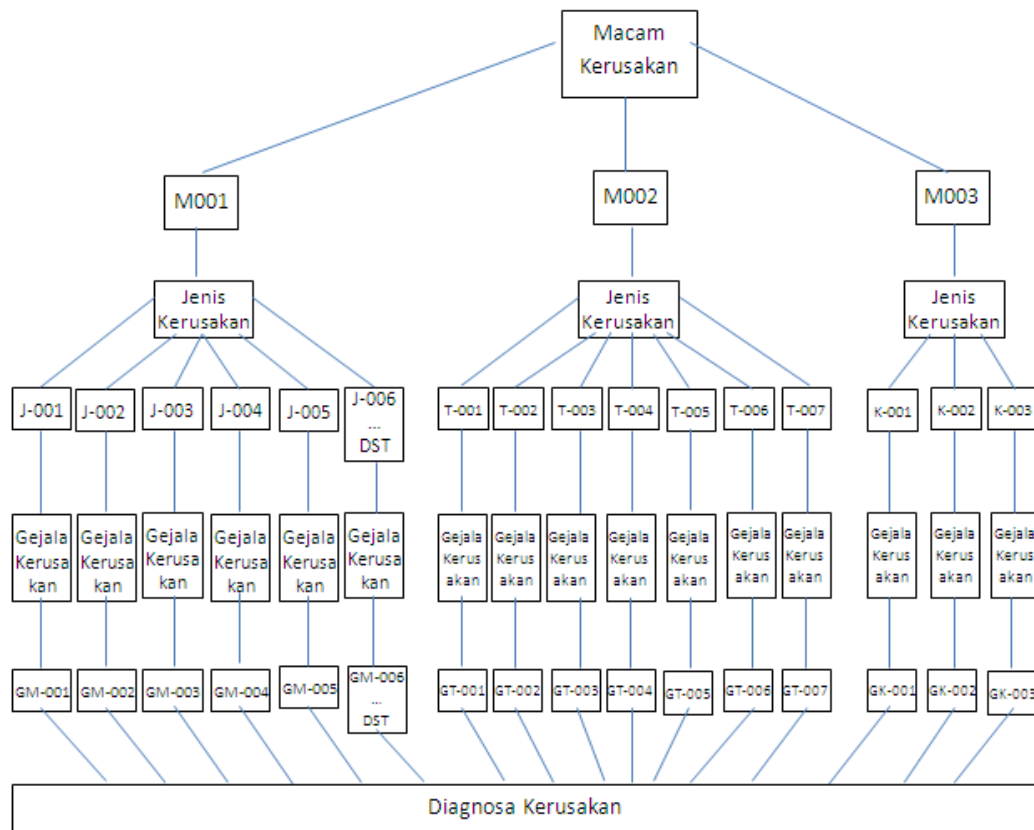 Macam
Kerusakan
M001
M002
M003
Jenis
Kerusakan
Jenis
Kerusakan
Jenis
Kerusakan
J-001
J-002
J-003
J-004
J-005
J-006
...
DST
T-001
T-002
T-003
T-004
T-005
T-006
T-007
K-001
K-002
K-003
Gejala
Kerusa
kan
Gejala
Kerusa
kan
Gejala
Kerusa
kan
Gejala
Kerusa
kan
Gejala
Kerusa
kan
Gejala
Kerusa
kan
Gejala
Kerus
akan
Gejala
Kerus
akan
Gejala
Kerus
akan
Gejala
Kerus
akan
Gejala
Kerus
akan
Gejala
Kerus
akan
Gejala
Kerus
akan
Gejala
Kerus
akan
Gejala
Kerus
akan
Gejala
Kerus
akan
GM-001
GM-002
GM-003
GM-004
GM-005
GM-006
...
DST
GT-001
GT-002
GT-003
GT-004
GT-005
GT-006
GT-007
GK-001
GK-002
GK-003
Diagnosa Kerusakan